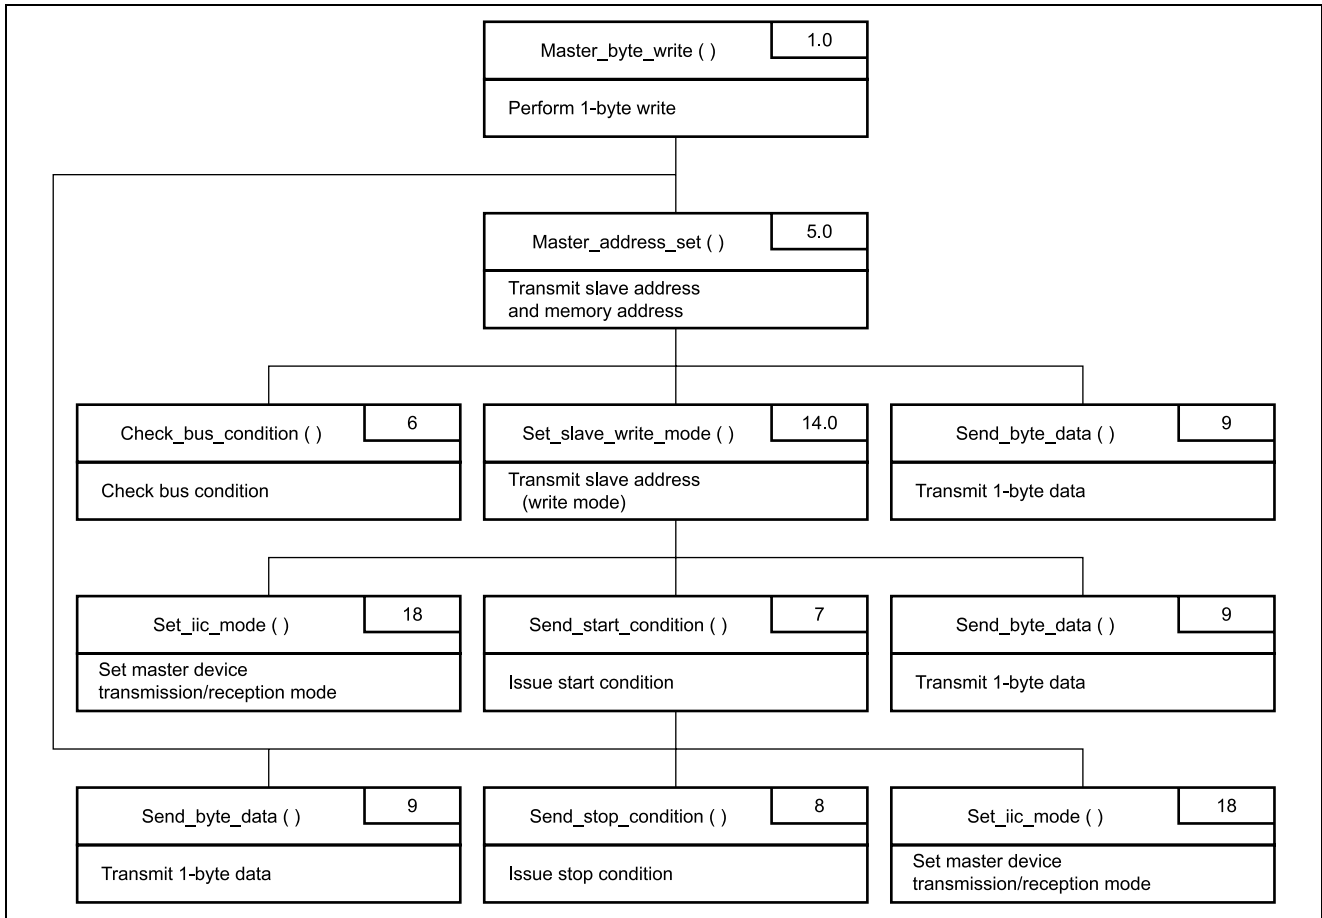 Master_byte_write ( )
1.0
Perform 1-byte write
Master_address_set ( )
5.0
Transmit slave address
and memory address
Check_bus_condition ( )
6
Check bus condition
Set_slave_write_mode ( )
14.0
Transmit slave address
(write mode)
Send_byte_data ( )
9
Transmit 1-byte data
Set_iic_mode ( )
18
Set master device
transmission/reception mode
Send_start_condition ( )
7
Issue start condition
Send_byte_data ( )
9
Transmit 1-byte data
Send_byte_data ( )
9
Transmit 1-byte data
Send_stop_condition ( )
8
Issue stop condition
Set_iic_mode ( )
18
Set master device
transmission/reception mode